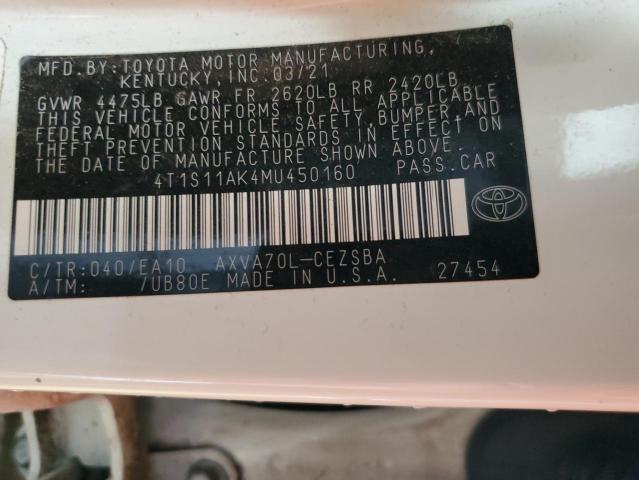 MFD.BY:TOYOTA MOTOR MANUFACTURING,
KENTUCKY,INC.03/21
GVWR 4475LB GAWR FR 2620LB RR 2420LB
THIS VEHICLE CONFORMS TO ALL APPLICABLE
FEDERAL MOTOR VEHICLE SAFETY, BUMPER,AND
THEFT PREVENTION STANDARDS IN EFFECT ON
THE DATE OF MANUFACTURE SHOWN ABOVE.
4T1S11AK4MU450160 PASS.CAR
C/TR:040/EA10 AXVA70L-CEZSBA
A/TM: 7UB80E MADE IN U.S.A. 27454